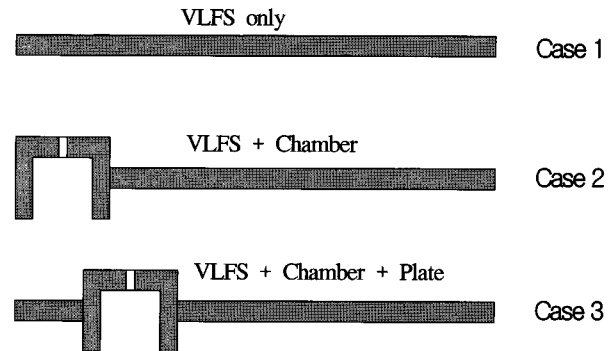 VLFS only
Case 1
VLFS + Chamber
Case 2
VLFS + Chamber + Plate
Case 3